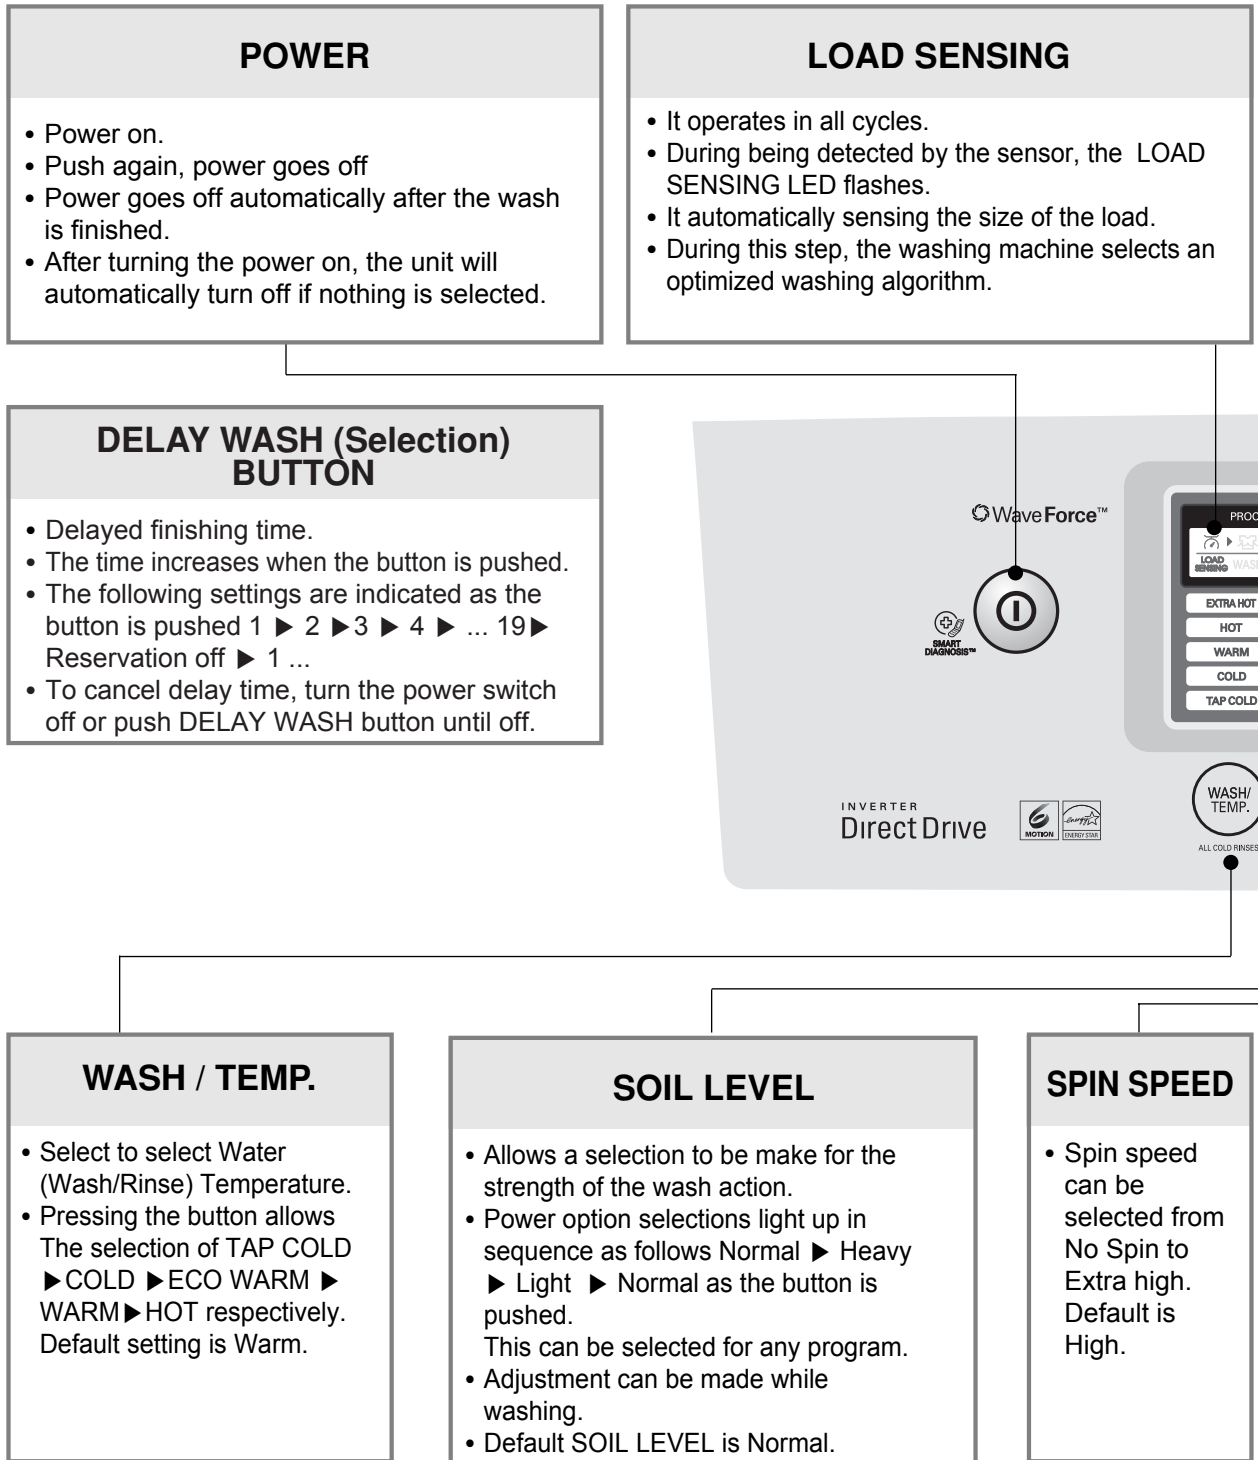 POWER
• Power on.
• Push again, power goes off
• Power goes off automatically after the wash
is finished.
• After turning the power on, the unit will
automatically turn off if nothing is selected.
LOAD SENSING
• It operates in all cycles.
• During being detected by the sensor, the LOAD
SENSING LED flashes.
• It automatically sensing the size of the load.
• During this step, the washing machine selects an
optimized washing algorithm.
DELAY WASH (Selection)
BUTTON
• Delayed finishing time.
• The time increases when the button is pushed.
• The following settings are indicated as the
button is pushed 1 ▶ 2 ▶3 ▶ 4 ▶ ... 19▶
Reservation off ▶ 1 ...
• To cancel delay time, turn the power switch
off or push DELAY WASH button until off.
WaveForce™
SMART
DIAGNOSIS™
PROC
LOAD
SENSING WASH
EXTRA HOT
HOT
WARM
COLD
TAP COLD
INVERTER
Direct Drive
6
MOTION
energy
ENERGY STAR
WASH/
TEMP.
ALL COLD RINSES
WASH / TEMP.
• Select to select Water
(Wash/Rinse) Temperature.
• Pressing the button allows
The selection of TAP COLD
▶COLD ▶ECO WARM ▶
WARM▶HOT respectively.
Default setting is Warm.
SOIL LEVEL
• Allows a selection to be make for the
strength of the wash action.
• Power option selections light up in
sequence as follows Normal ▶ Heavy
▶ Light ▶ Normal as the button is
pushed.
This can be selected for any program.
• Adjustment can be made while
washing.
• Default SOIL LEVEL is Normal.
SPIN SPEED
• Spin speed
can be
selected from
No Spin to
Extra high.
Default is
High.